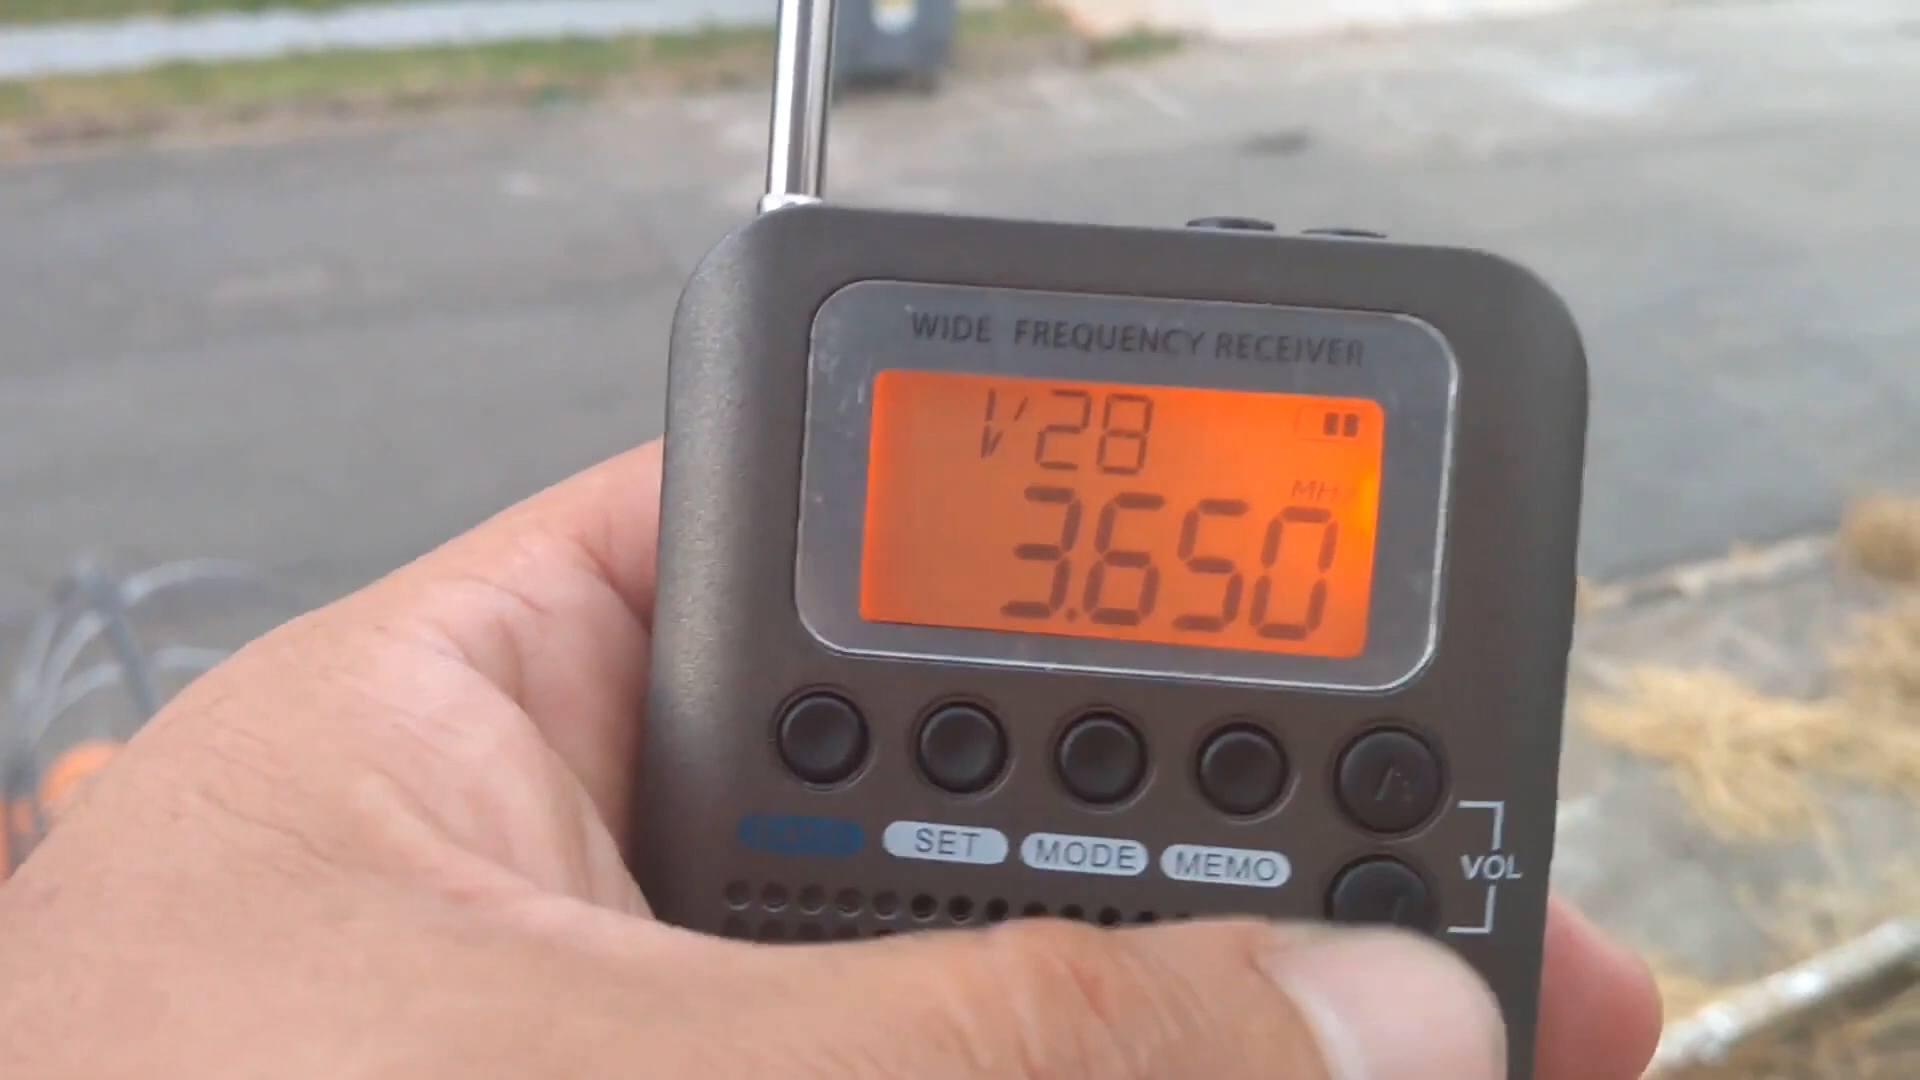 WIDE FREQUENCY RECEIVER
V28
MHz
3.650
SET MODE MEMO
VOL